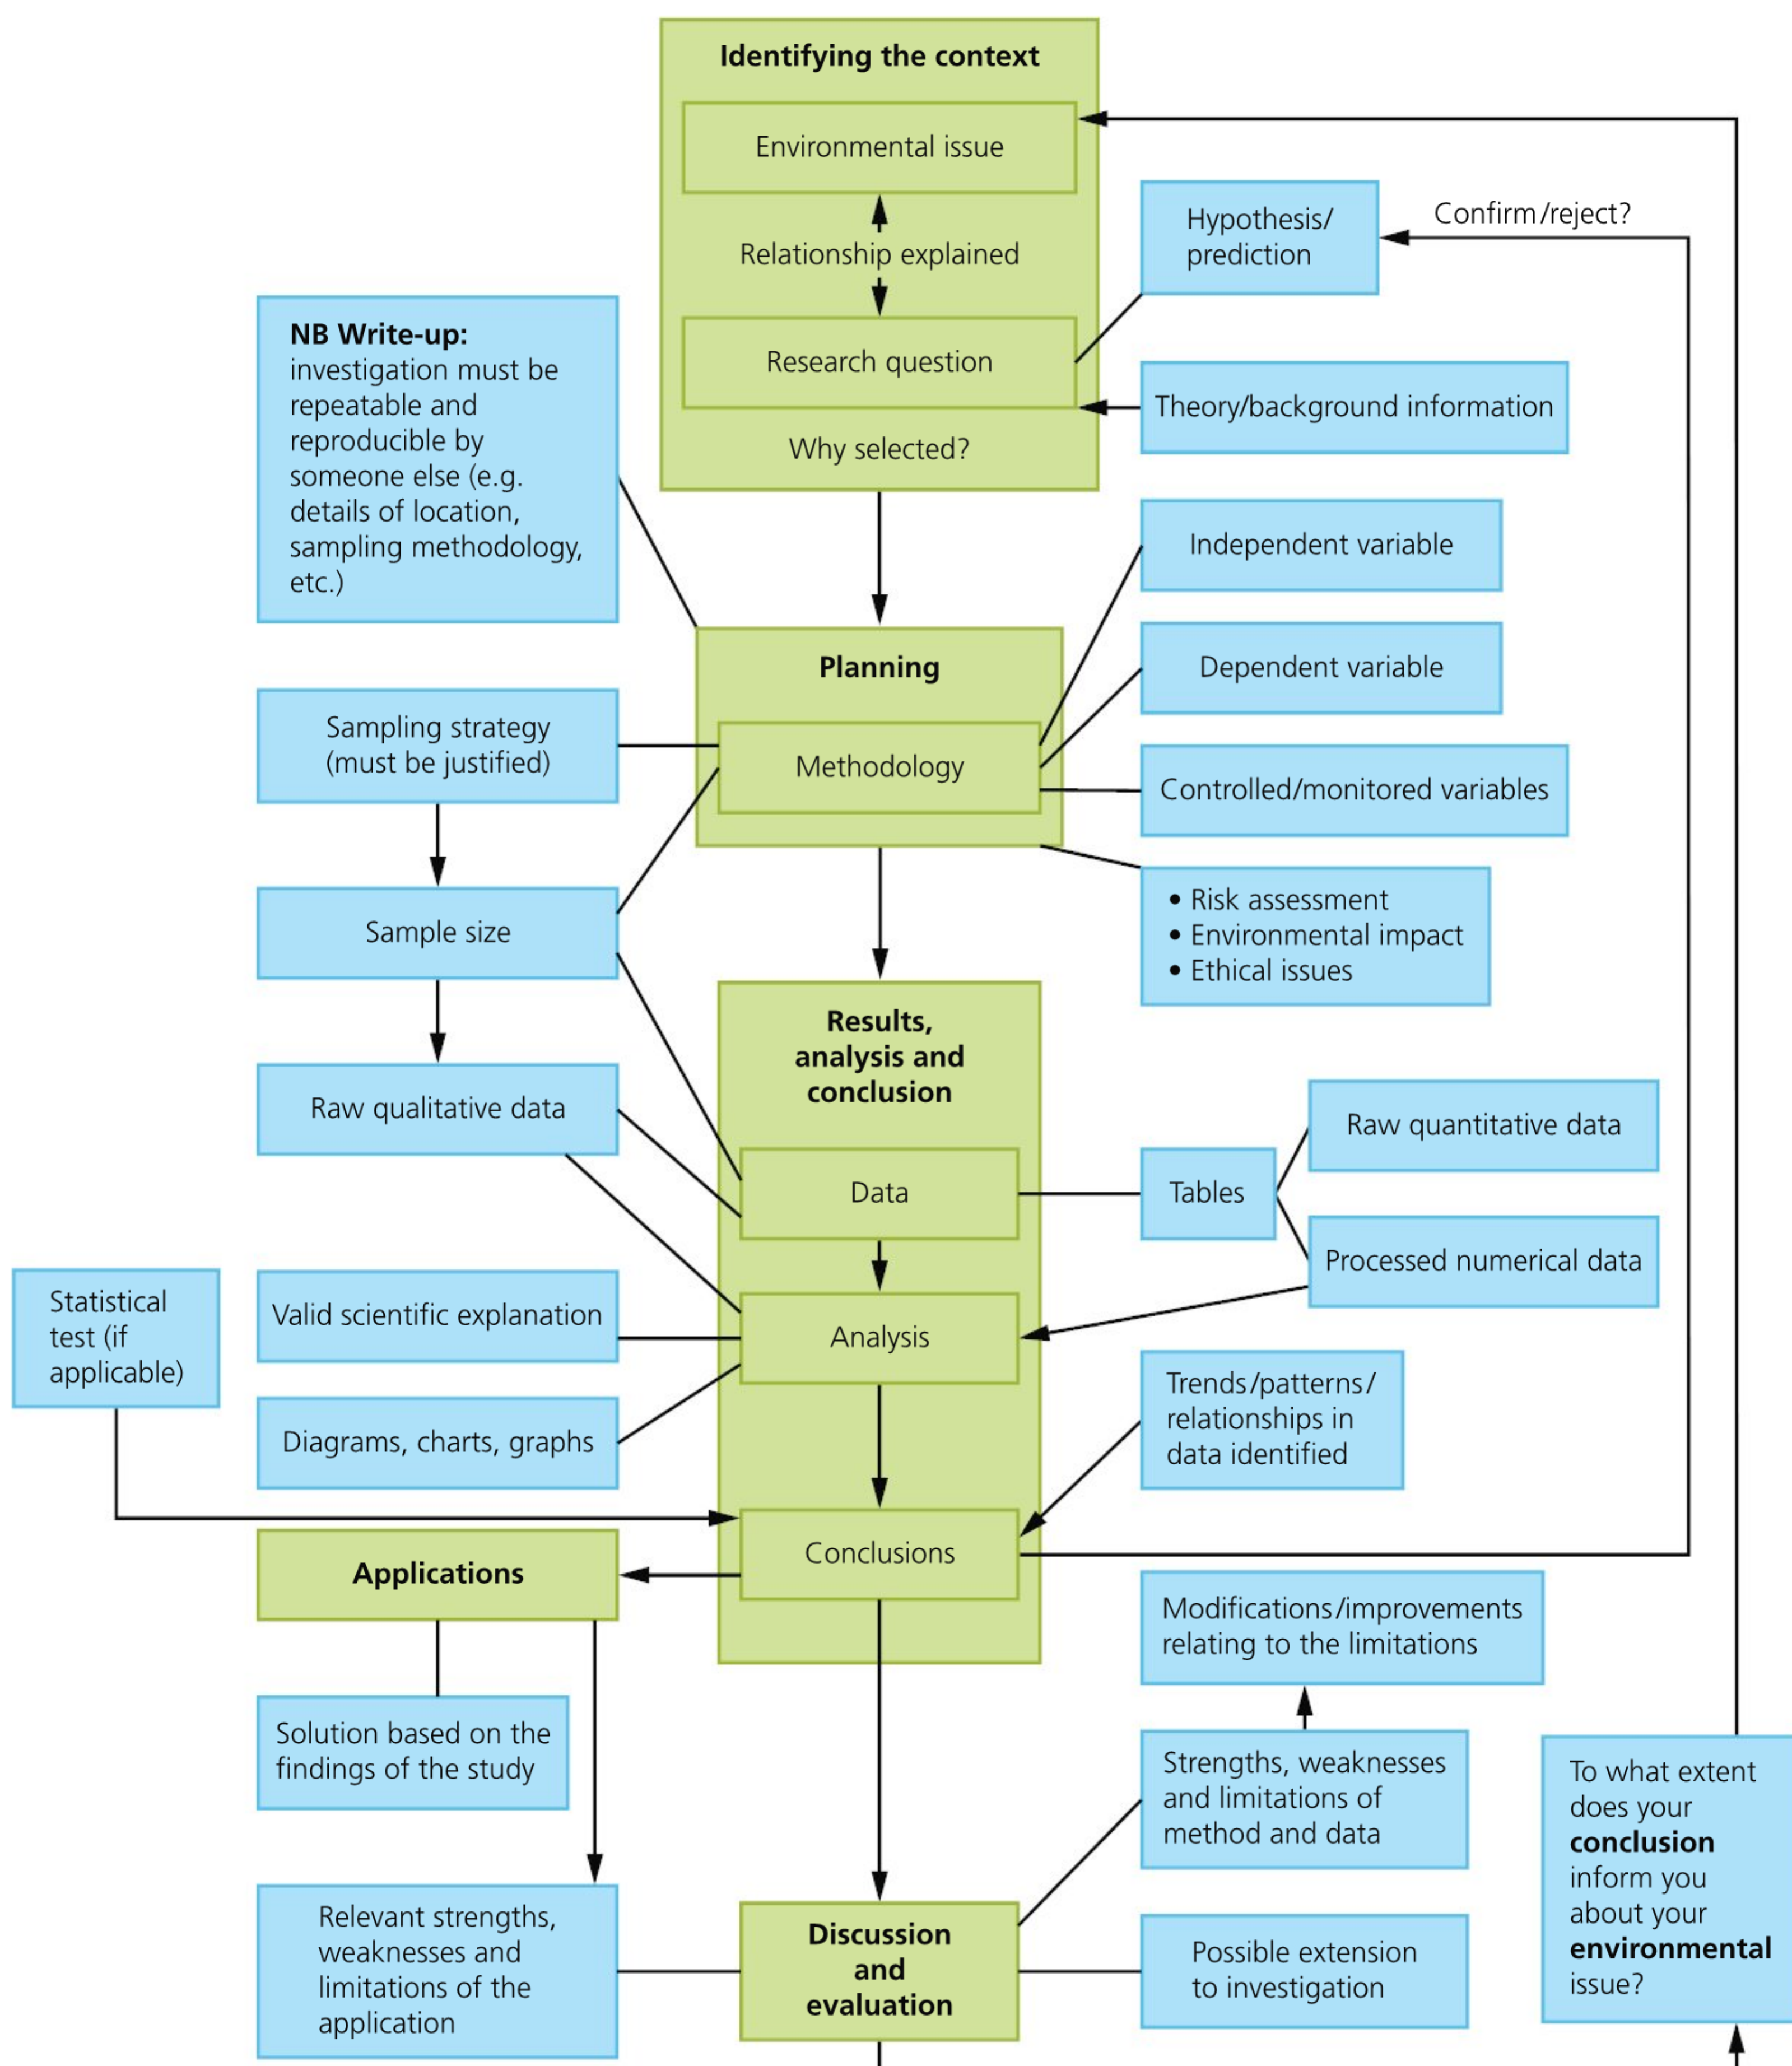 Identifying the context
Environmental issue
Relationship explained
Research question
Why selected?
Hypothesis/
prediction
Confirm/reject?
Theory/background information
NB Write-up:
investigation must be
repeatable and
reproducible by
someone else (e.g.
details of location,
sampling methodology,
etc.)
Independent variable
Planning
Dependent variable
Sampling strategy
(must be justified)
Methodology
Controlled/monitored variables
Sample size
• Risk assessment
• Environmental impact
• Ethical issues
Results,
analysis and
conclusion
Raw qualitative data
Raw quantitative data
Data
Tables
Processed numerical data
Statistical
test (if
applicable)
Valid scientific explanation
Analysis
Trends/patterns/
relationships in
data identified
Diagrams, charts, graphs
Conclusions
Applications
Modifications/improvements
relating to the limitations
Solution based on the
findings of the study
Strengths, weaknesses
and limitations of
method and data
To what extent
does your
conclusion
inform you
about your
environmental
issue?
Relevant strengths,
weaknesses and
limitations of the
application
Discussion
and
evaluation
Possible extension
to investigation